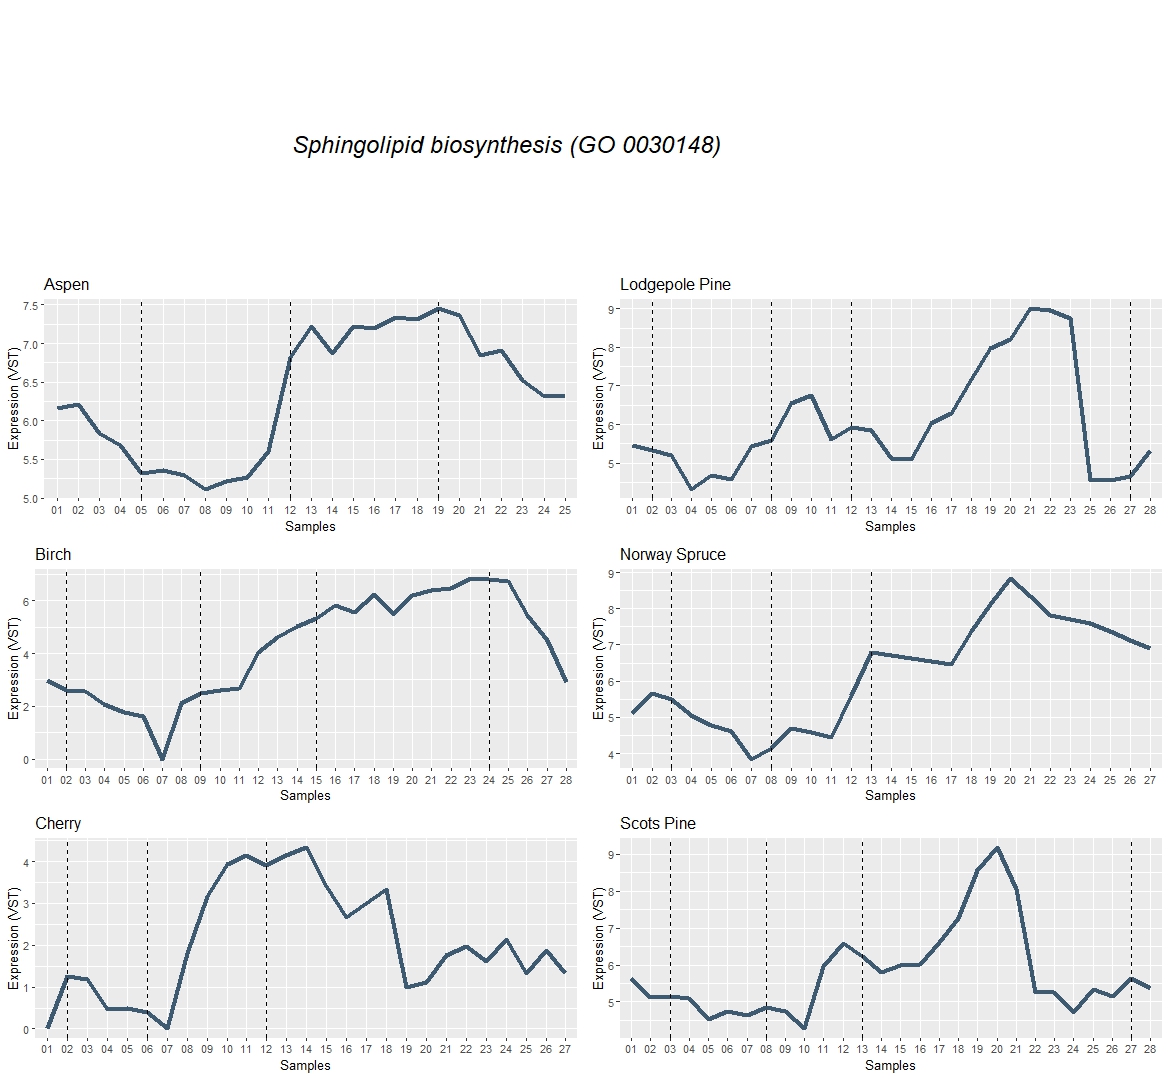 Sphingolipid biosynthesis (GO 0030148)
Aspen
Expression (VST)
7.5
7.0
6.5
6.0
5.5
5.0
01 02 03 04 05 06 07 08 09 10 11 12 13 14 15 16 17 18 19 20 21 22 23 24 25
Samples
Lodgepole Pine
Expression (VST)
9
8
7
6
5
01 02 03 04 05 06 07 08 09 10 11 12 13 14 15 16 17 18 19 20 21 22 23 25 26 27 28
Samples
Birch
Expression (VST)
6
4
2
0
01 02 03 04 05 06 07 08 09 10 11 12 13 14 15 16 17 18 19 20 21 22 23 24 25 26 27 28
Samples
Norway Spruce
Expression (VST)
9
8
7
6
5
4
01 02 03 04 05 06 07 08 09 10 11 12 13 14 15 16 17 18 19 20 21 22 23 24 25 26 27
Samples
Cherry
Expression (VST)
4
3
2
1
0
01 02 03 04 05 06 07 08 09 10 11 12 13 14 15 16 17 18 19 20 21 22 23 24 25 26 27
Samples
Scots Pine
Expression (VST)
9
8
7
6
5
01 02 03 04 05 06 07 08 09 10 11 12 13 14 15 16 17 18 19 20 21 22 23 24 25 26 27 28
Samples